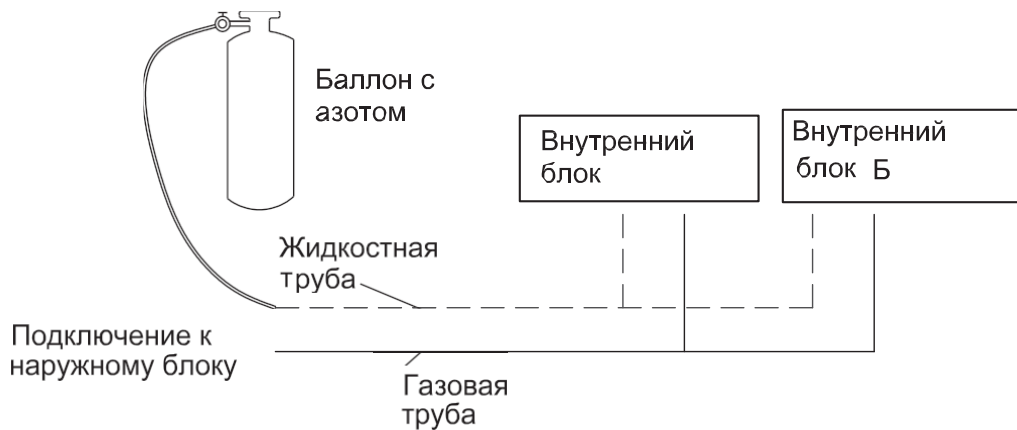 Баллон с
азотом
Внутренний
блок
Внутренний
блок Б
Жидкостная
труба
Подключение к
наружному блоку
Газовая
труба